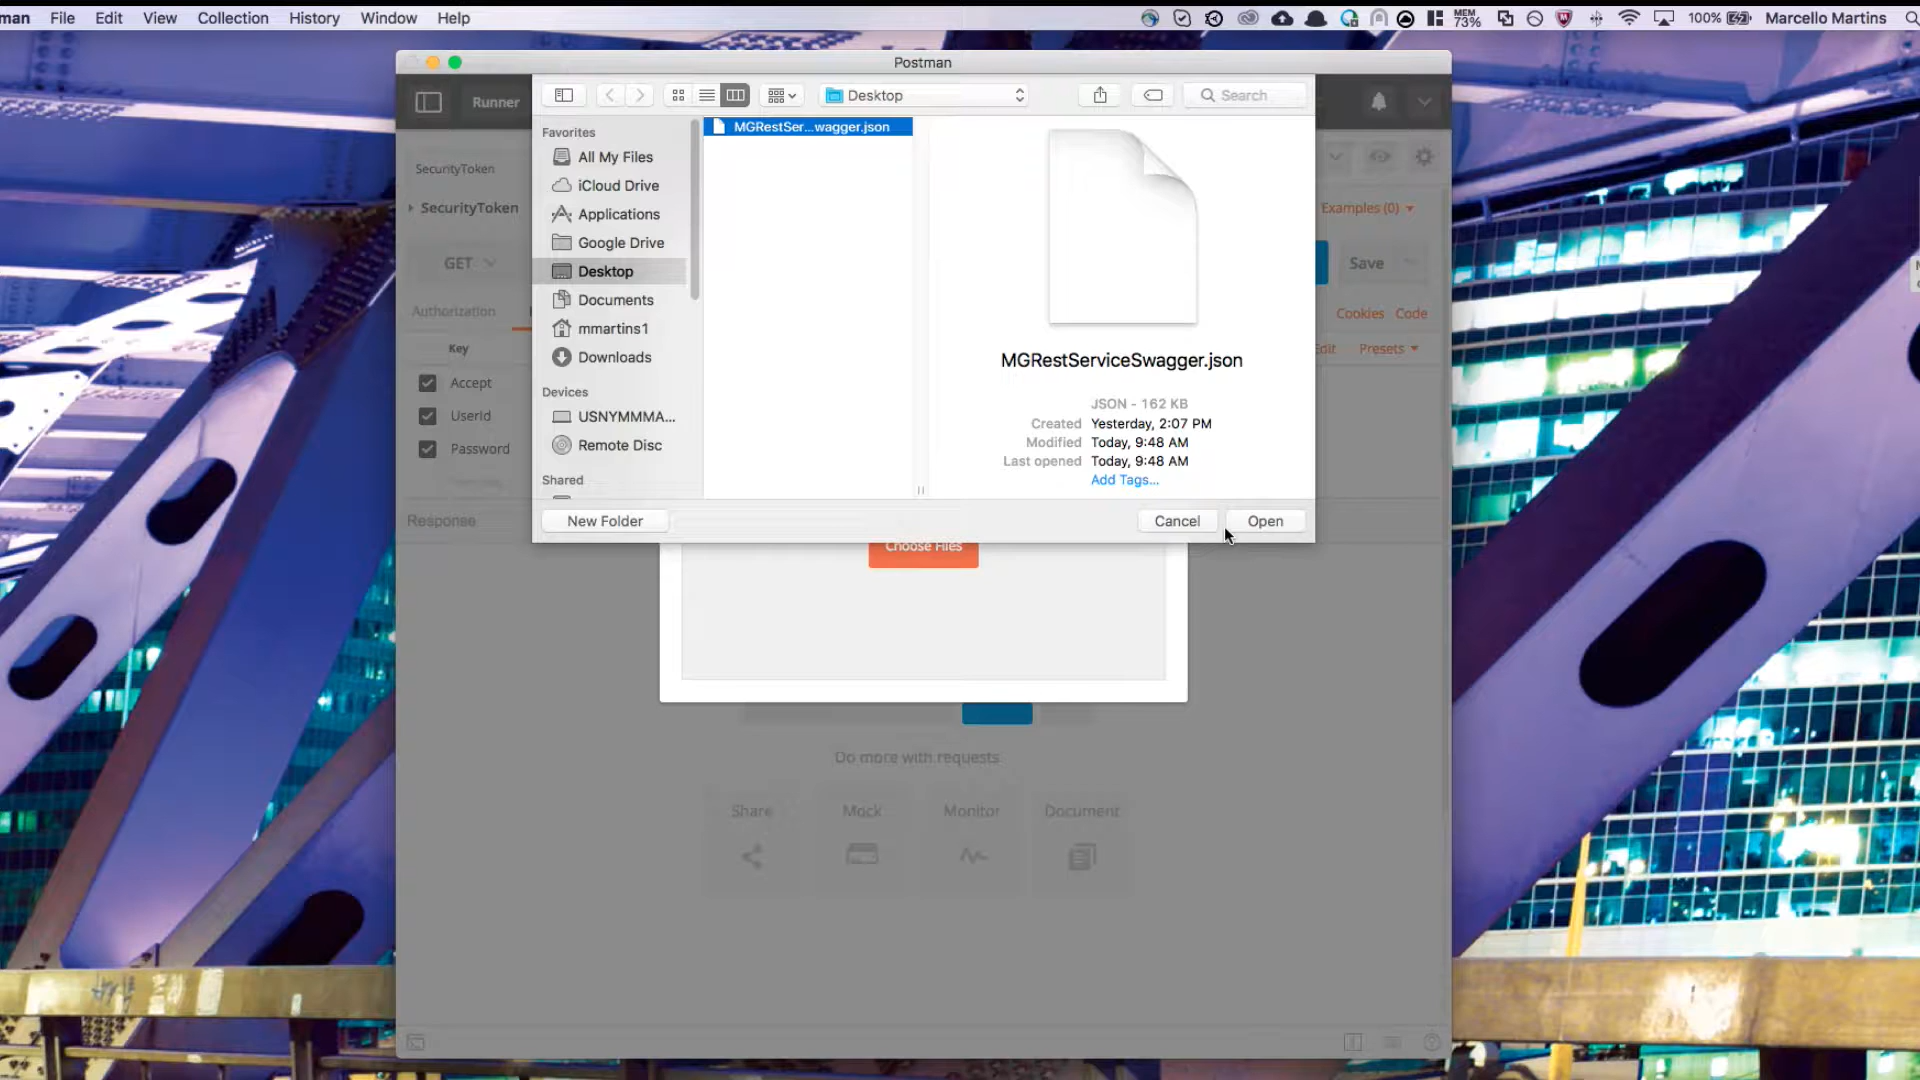 man File Edit View Collection History Window Help MEM 73% 100% Marcello Martins
Postman
Runner Desktop Search
Favorites
MGRestSer...wagger.json
All My Files
iCloud Drive
Applications
Google Drive
Desktop
Documents
mmartins1
Downloads
Devices
USNYMMMA...
Remote Disc
Shared
MGRestServiceSwagger.json
JSON - 162 KB
Created Yesterday, 2:07 PM
Modified Today, 9:48 AM
Last opened Today, 9:48 AM
Add Tags...
New Folder Cancel Open
SecurityToken
SecurityToken Examples (0)
GET Save
Authorization Cookies Code
Key Edit Presets
Accept
UserId
Password
Response
Choose Files
Do more with requests
Share Mock Monitor Document